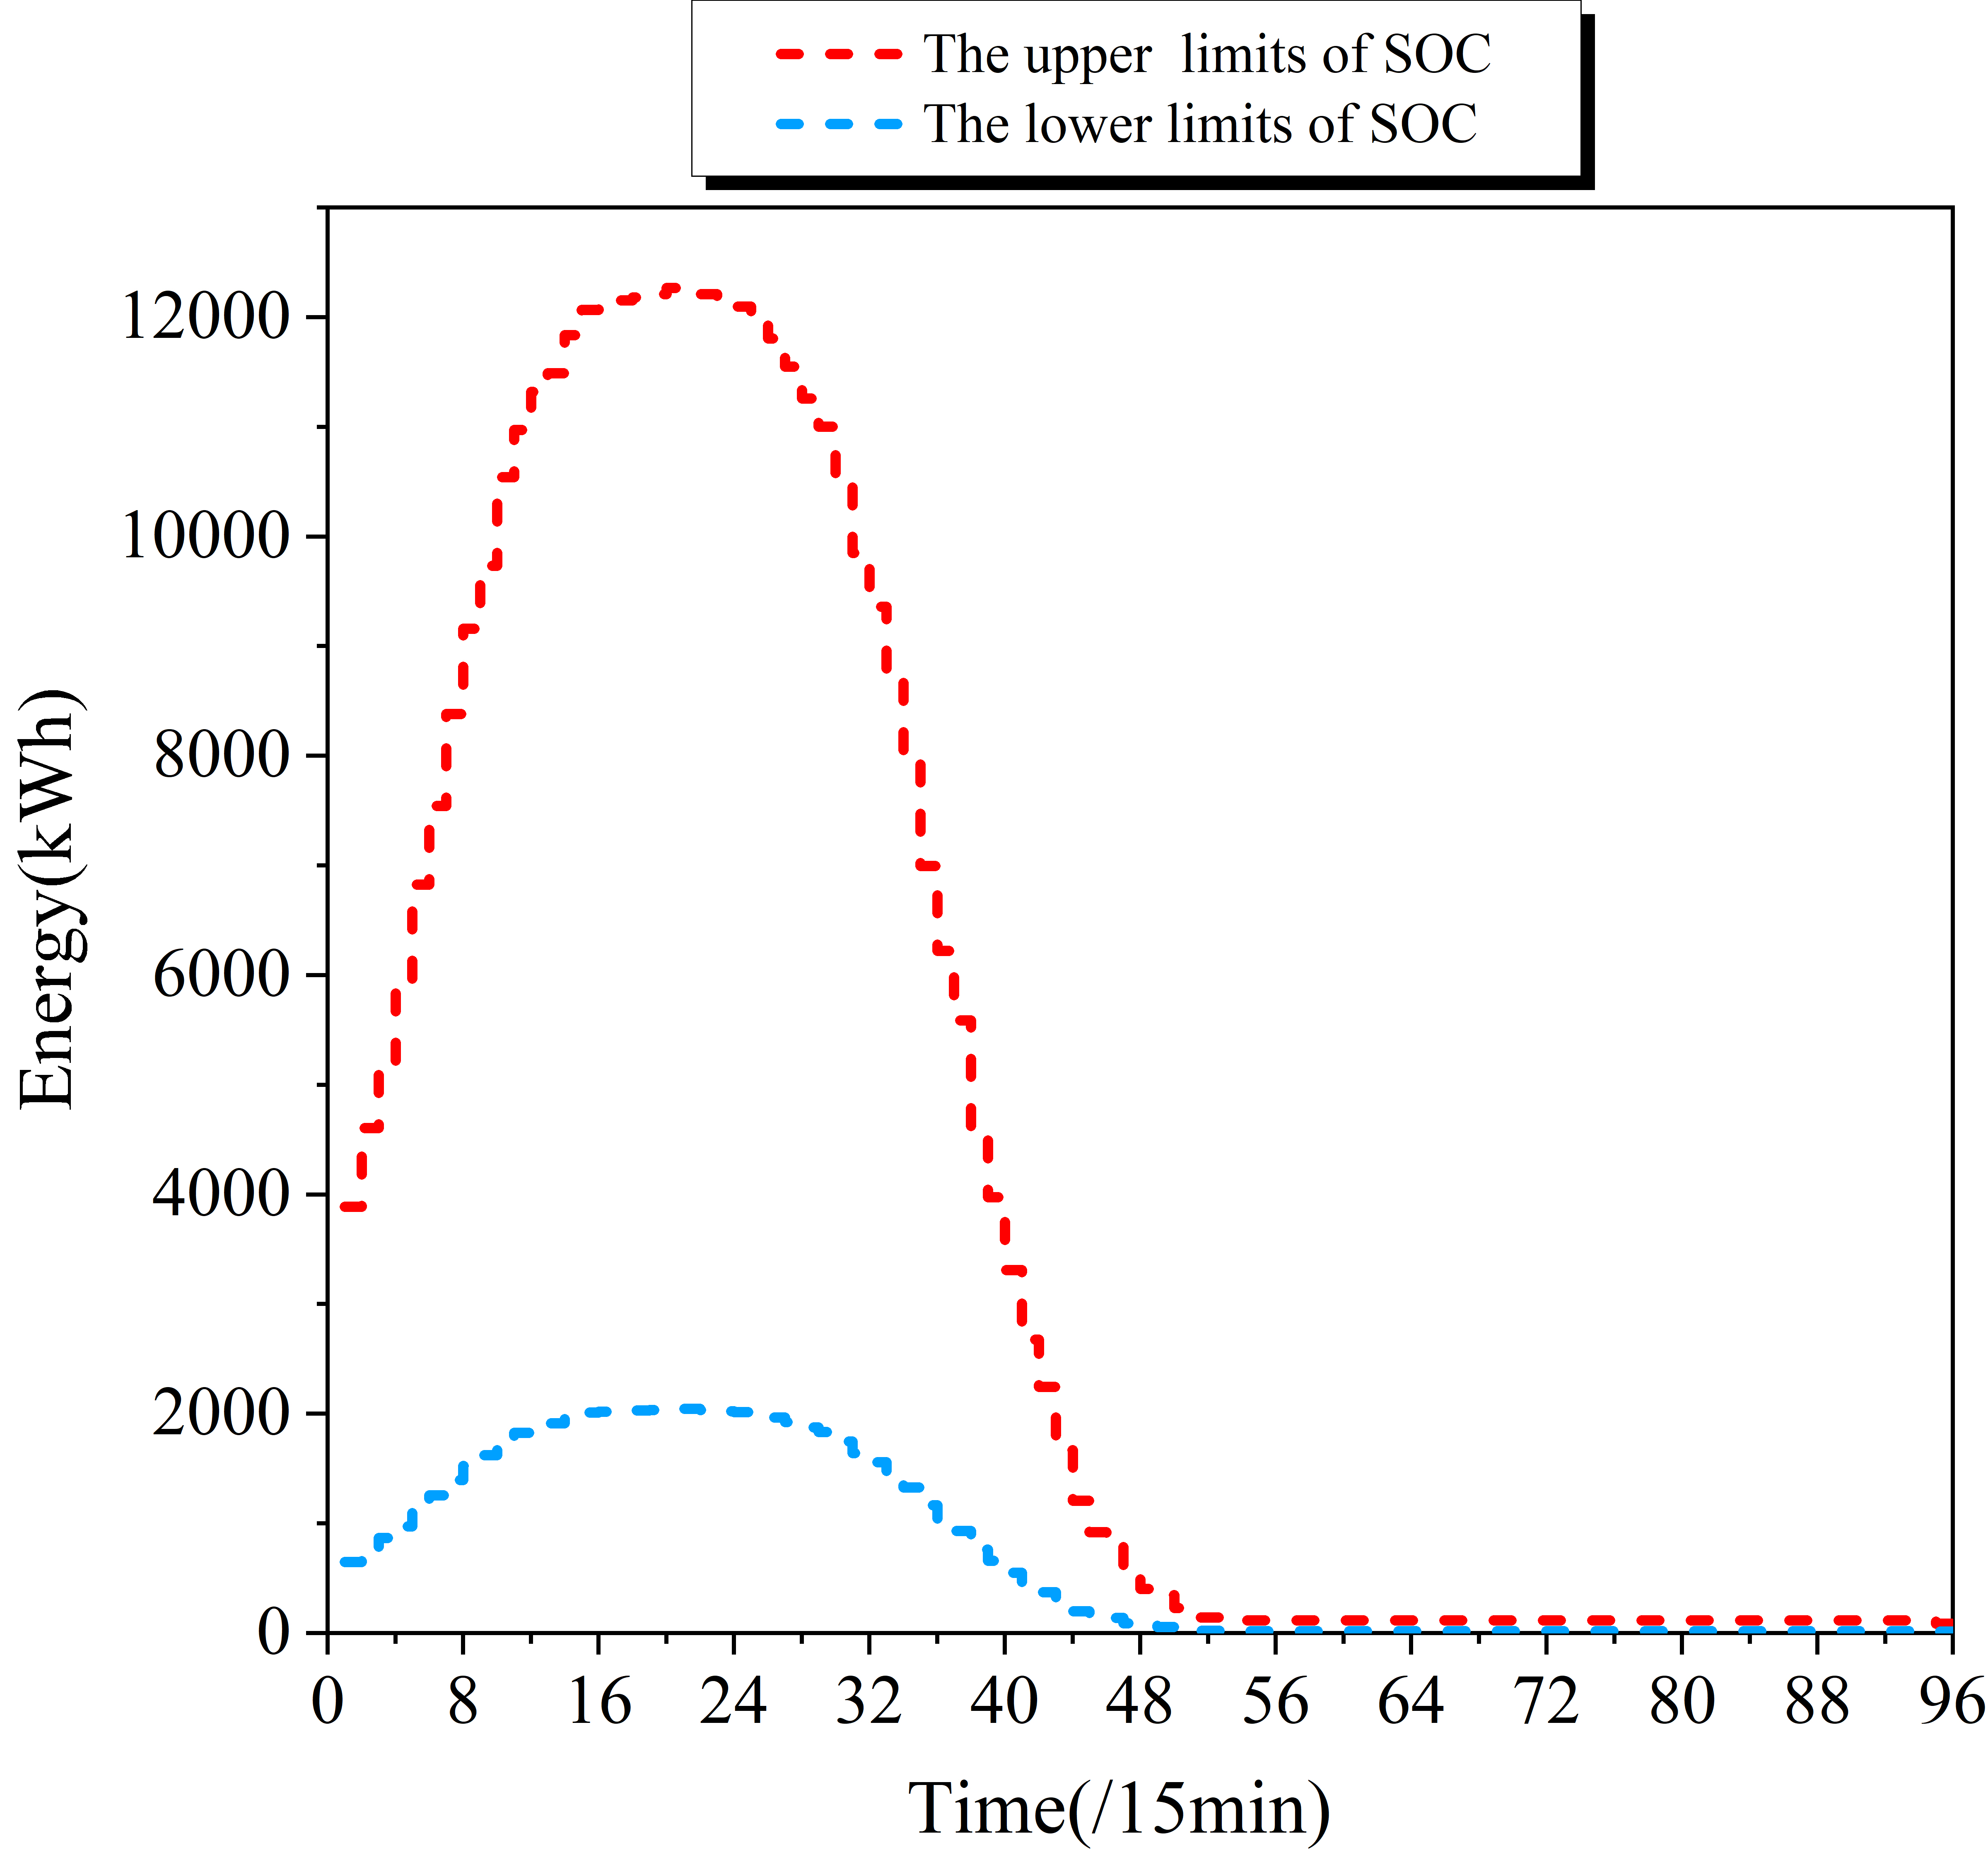 The upper limits of SOC
The lower limits of SOC
12000
10000
8000
6000
4000
2000
0
Energy(kWh)
0 8 16 24 32 40 48 56 64 72 80 88 96
Time(/15min)